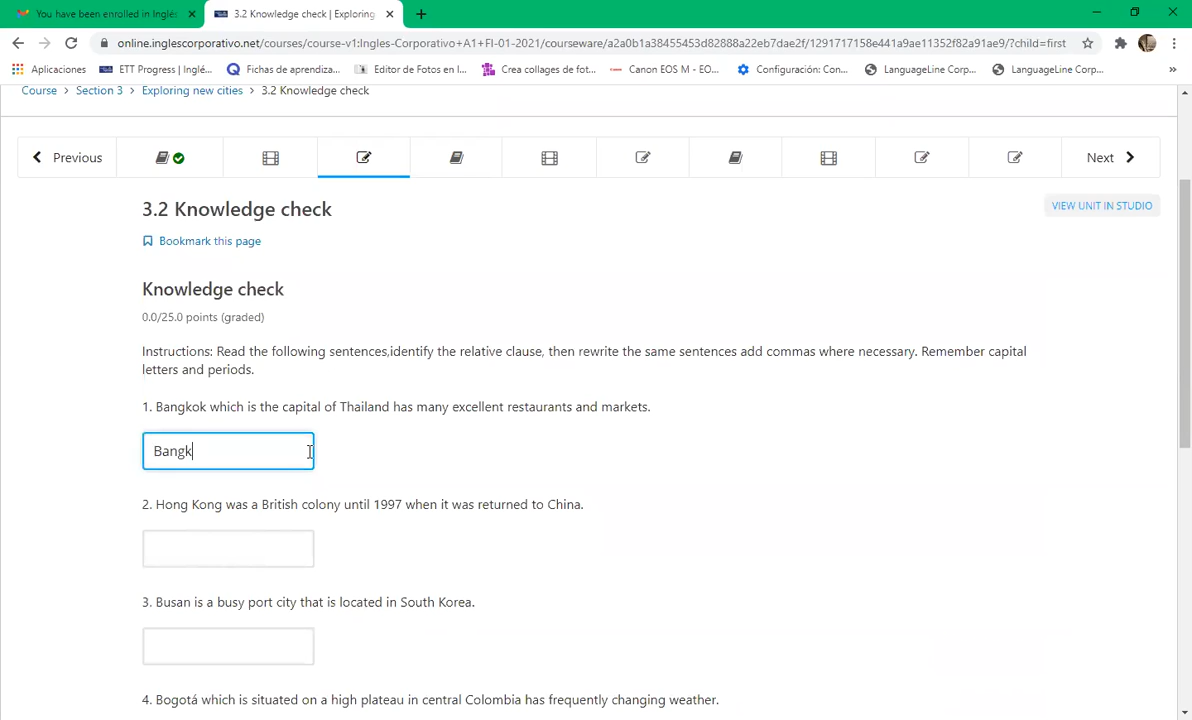 You have been enrolled in Inglés
3.2 Knowledge check | Exploring
online.inglescorporativo.net/courses/course-v1:Ingles-Corporativo+A1+FI-01-2021/courseware/a2a0b1a38455453d82888a22eb7dae2f/1291717158e441a9ae11352f82a91ae9/?child=first
Aplicaciones
ETT Progress | Inglé...
Fichas de aprendiza...
Editor de Fotos en l...
Crea collages de fot...
Canon EOS M - EO...
Configuración: Con...
LanguageLine Corp...
LanguageLine Corp...
Course > Section 3 > Exploring new cities > 3.2 Knowledge check
Previous
Next
3.2 Knowledge check
VIEW UNIT IN STUDIO
Bookmark this page
Knowledge check
0.0/25.0 points (graded)
Instructions: Read the following sentences,identify the relative clause, then rewrite the same sentences add commas where necessary. Remember capital
letters and periods.
1. Bangkok which is the capital of Thailand has many excellent restaurants and markets.
Bangk
2. Hong Kong was a British colony until 1997 when it was returned to China.
3. Busan is a busy port city that is located in South Korea.
4. Bogotá which is situated on a high plateau in central Colombia has frequently changing weather.